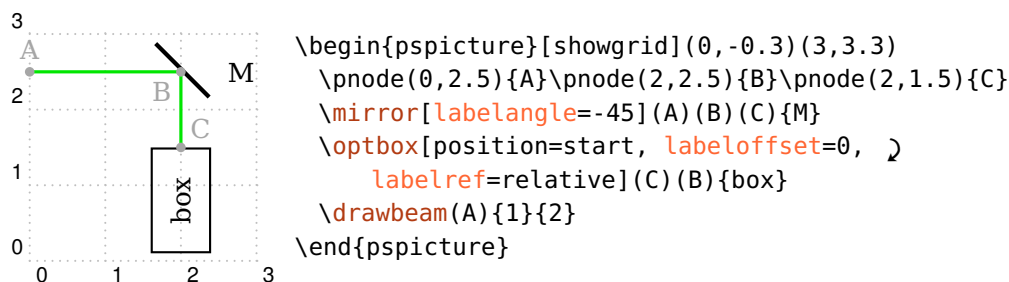 3
A
M
B
2
C
1
box
0
0 1 2 3
\begin{pspicture}[showgrid](0,-0.3)(3,3.3)
  \pnode(0,2.5){A}\pnode(2,2.5){B}\pnode(2,1.5){C}
  \mirror[labelangle=-45](A)(B)(C){M}
  \optbox[position=start, labeloffset=0,
      labelref=relative](C)(B){box}
  \drawbeam(A){1}{2}
\end{pspicture}